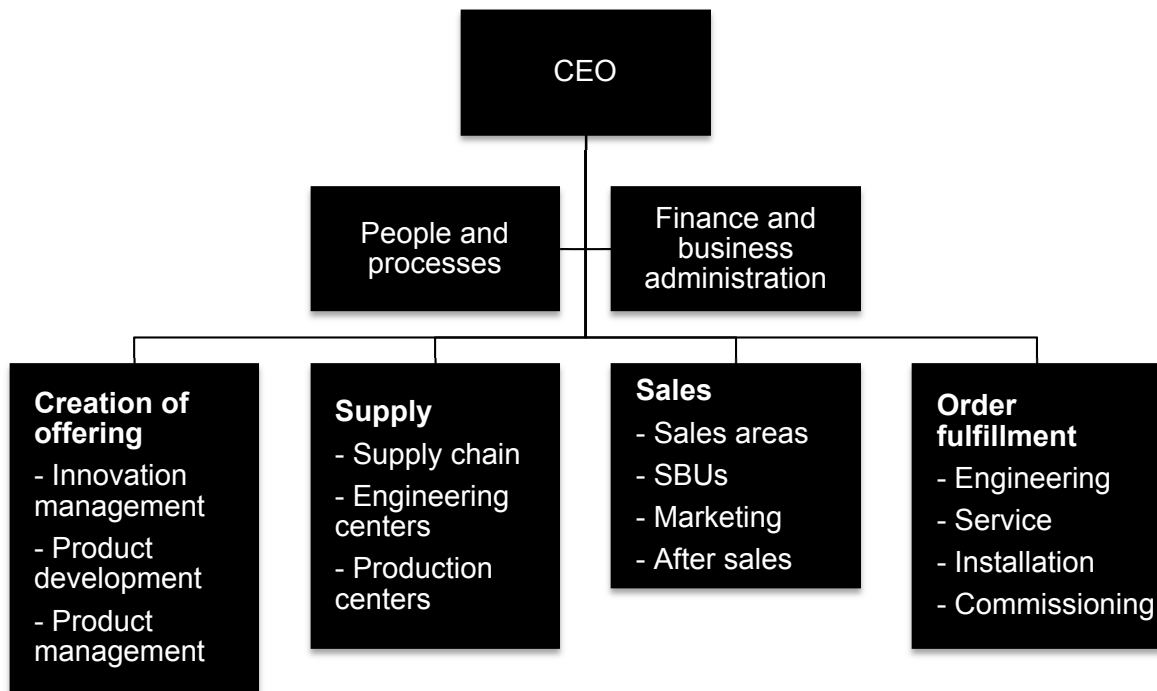 CEO
People and
processes
Finance and
business
administration
Creation of
offering
- Innovation
management
- Product
development
- Product
management
Supply
- Supply chain
- Engineering
centers
- Production
centers
Sales
- Sales areas
- SBUs
- Marketing
- After sales
Order
fulfillment
- Engineering
- Service
- Installation
- Commissioning